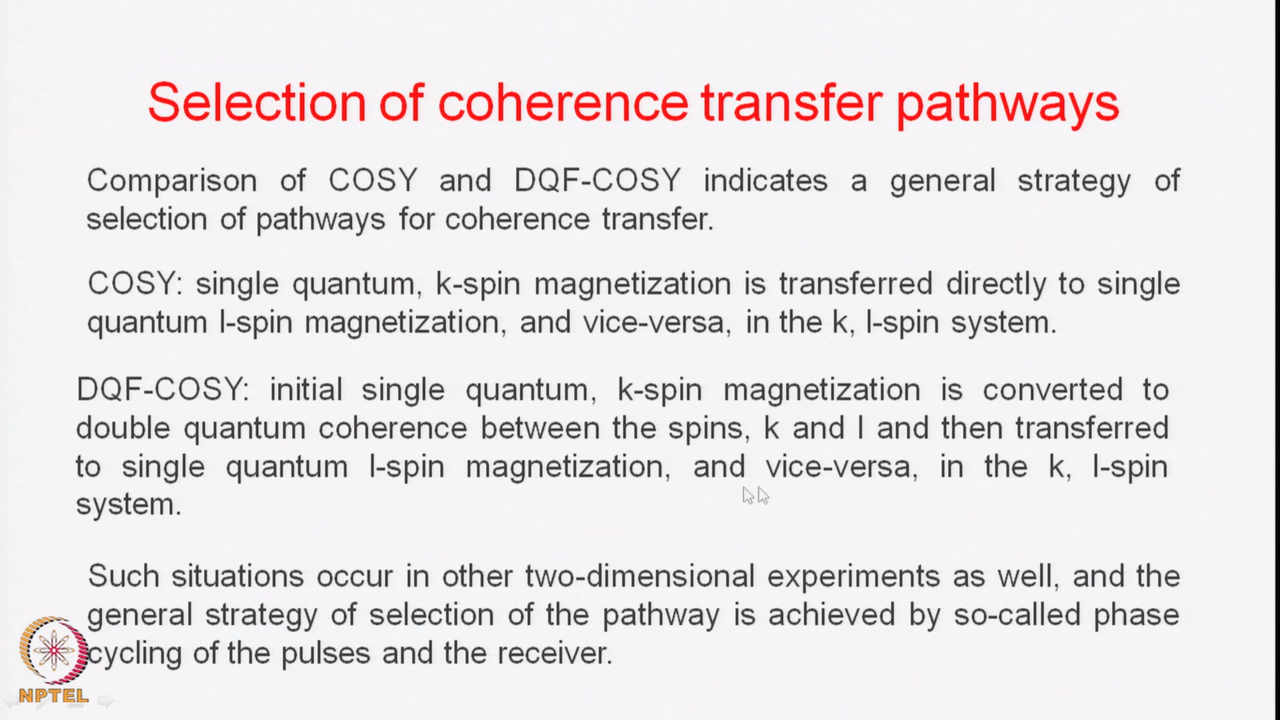 Selection of coherence transfer pathways
Comparison of COSY and DQF-COSY indicates a general strategy of
selection of pathways for coherence transfer.
COSY: single quantum, k-spin magnetization is transferred directly to single
quantum l-spin magnetization, and vice-versa, in the k, l-spin system.
DQF-COSY: initial single quantum, k-spin magnetization is converted to
double quantum coherence between the spins, k and l and then transferred
to single quantum l-spin magnetization, and vice-versa, in the k, l-spin
system.
Such situations occur in other two-dimensional experiments as well, and the
general strategy of selection of the pathway is achieved by so-called phase
cycling of the pulses and the receiver.
NPTEL